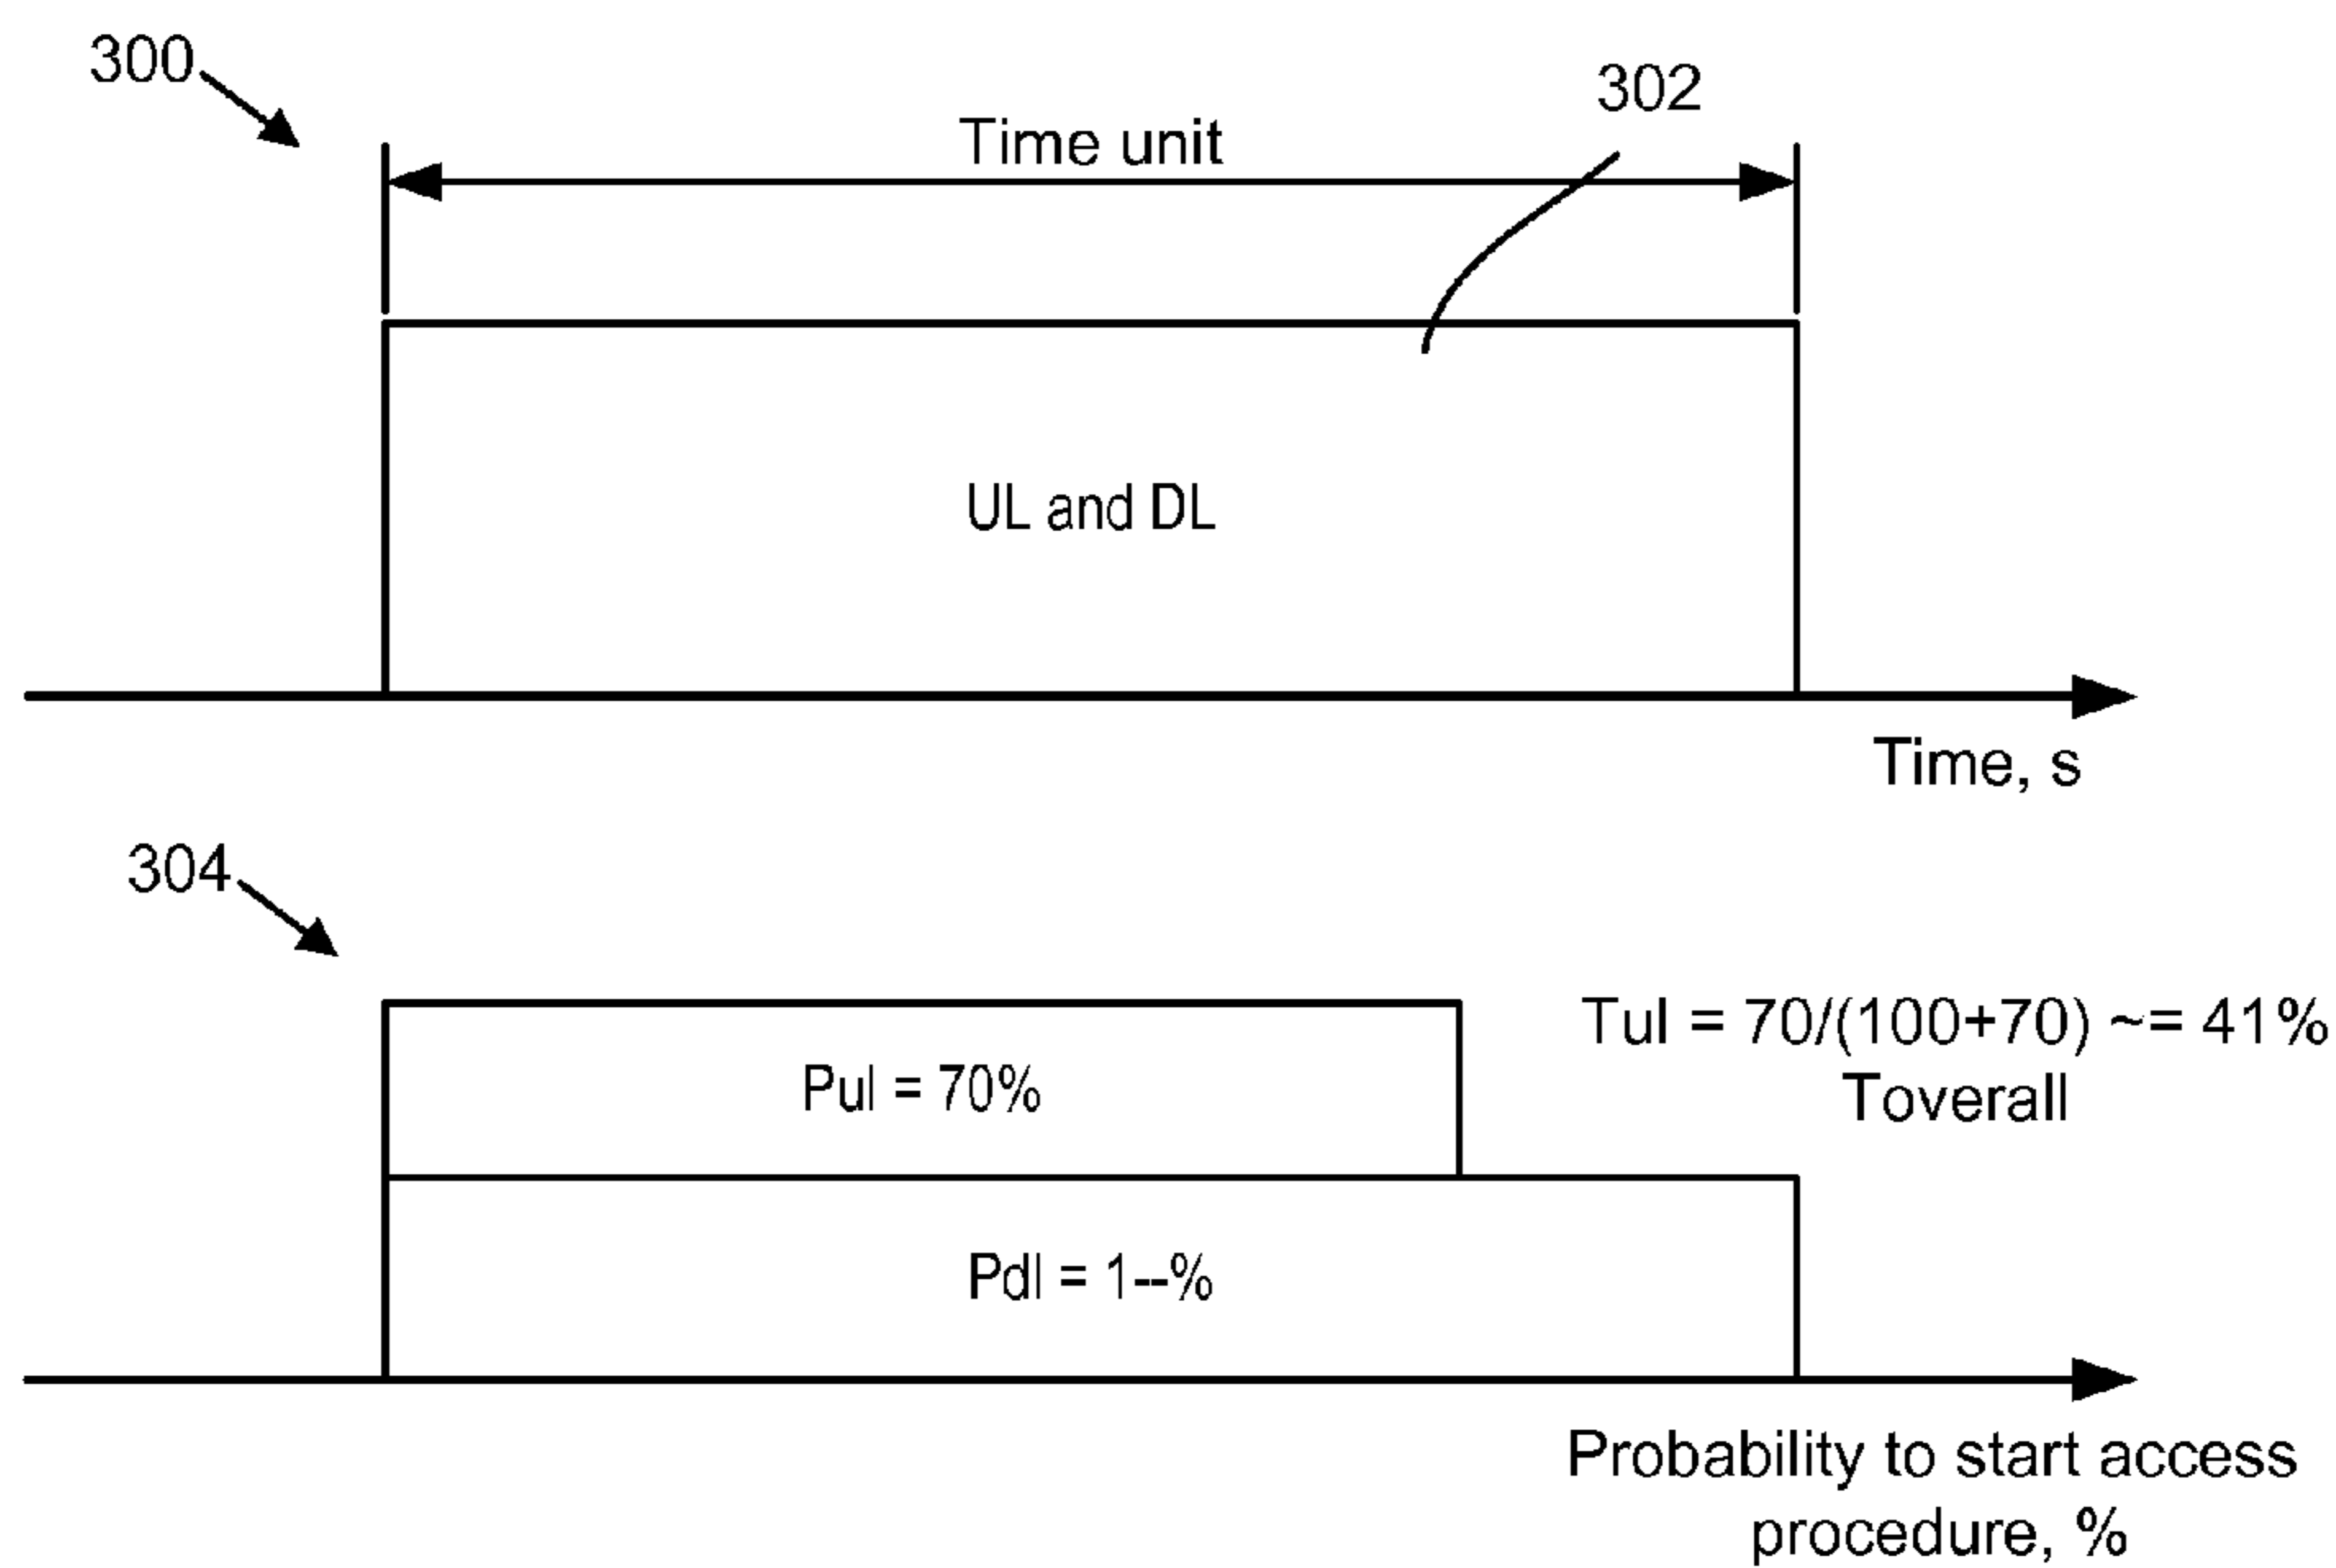 300
302
Time unit
UL and DL
Time, s
304
Tul = 70/(100+70) ~= 41%
Toverall
Pul = 70%
Pdl = 1--%
Probability to start access
procedure, %